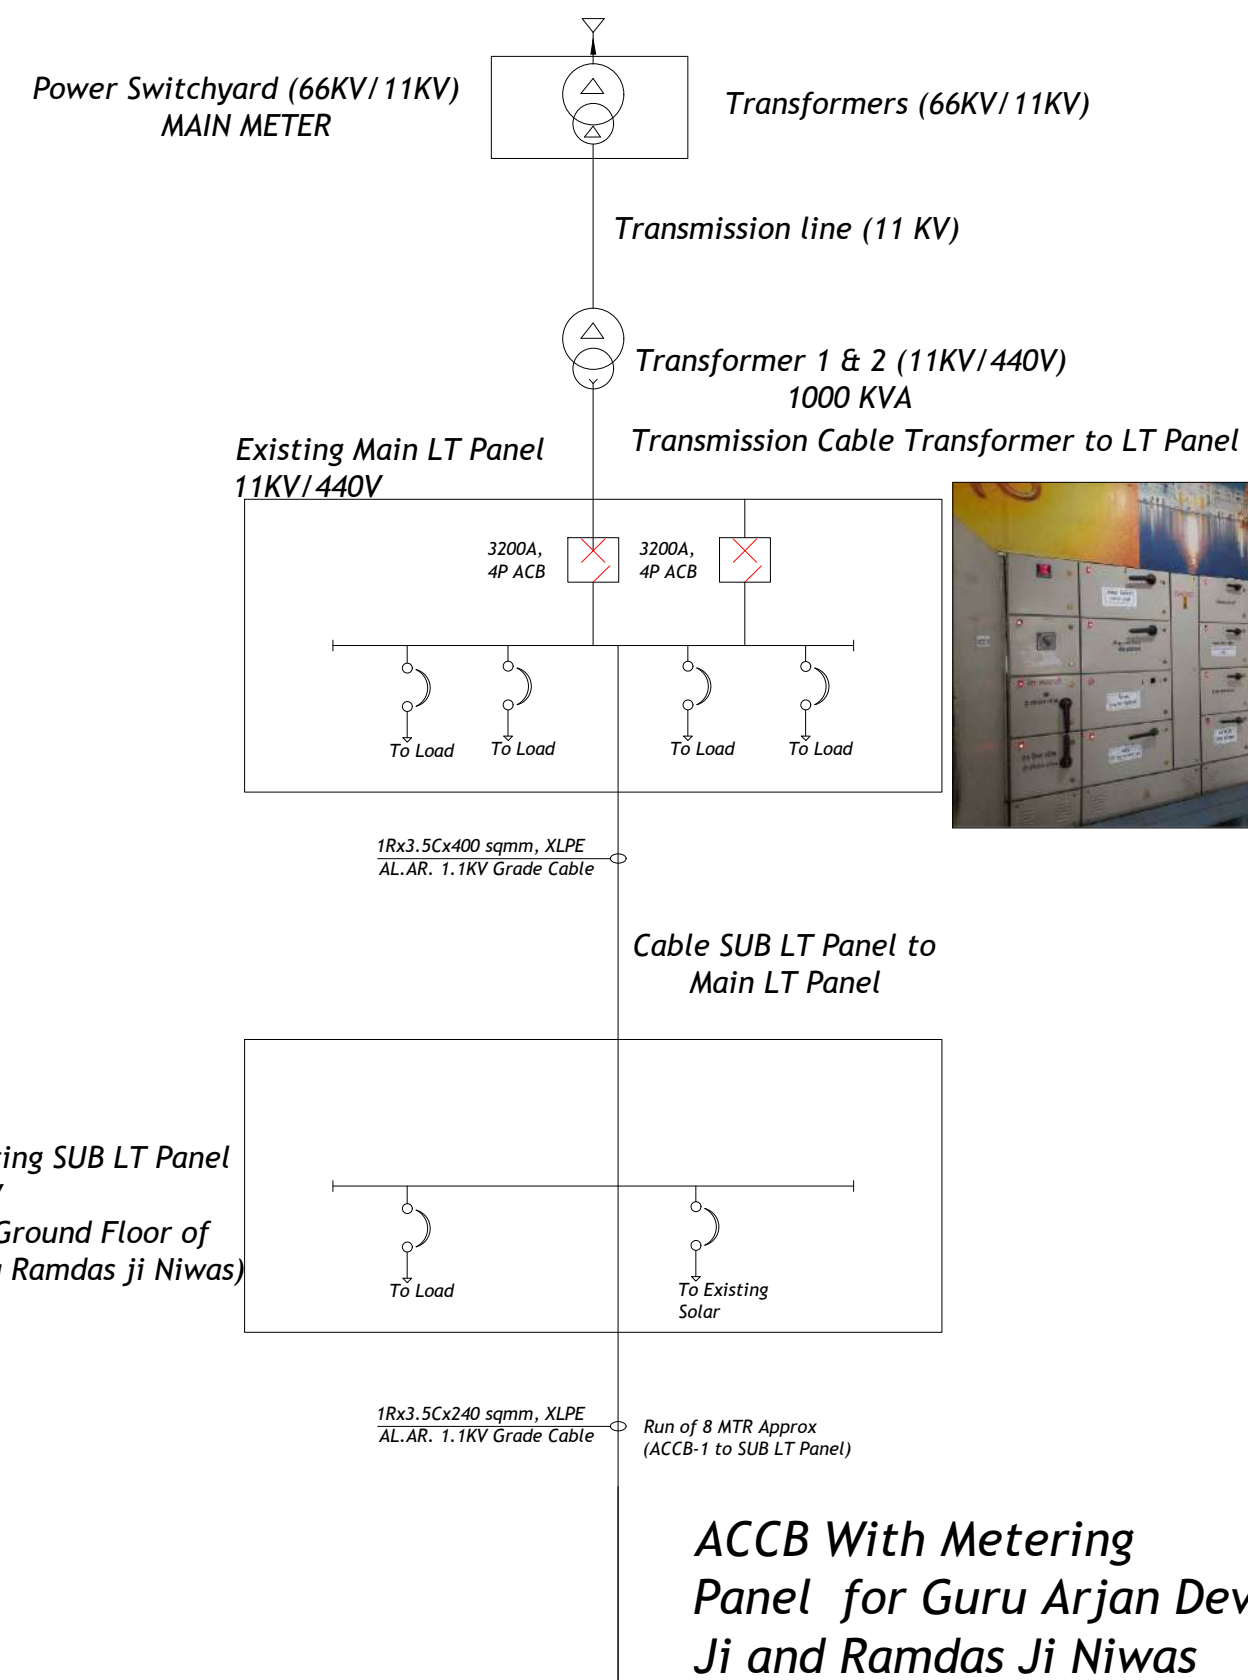 Power Switchyard (66KV/11KV)
MAIN METER
Transformers (66KV/11KV)
Transmission line (11 KV)
Transformer 1 & 2 (11KV/440V)
1000 KVA
Transmission Cable Transformer to LT Panel
Existing Main LT Panel
11KV/440V
3200A,
4P ACB
3200A,
4P ACB
To Load
To Load
To Load
To Load
1Rx3.5Cx400 sqmm, XLPE
AL.AR. 1.1KV Grade Cable
Cable SUB LT Panel to
Main LT Panel
ing SUB LT Panel
Ground Floor of
Ramdas ji Niwas)
To Load
To Existing
Solar
1Rx3.5Cx240 sqmm, XLPE
AL.AR. 1.1KV Grade Cable
Run of 8 MTR Approx
(ACCB-1 to SUB LT Panel)
ACCB With Metering
Panel for Guru Arjan Dev
Ji and Ramdas Ji Niwas